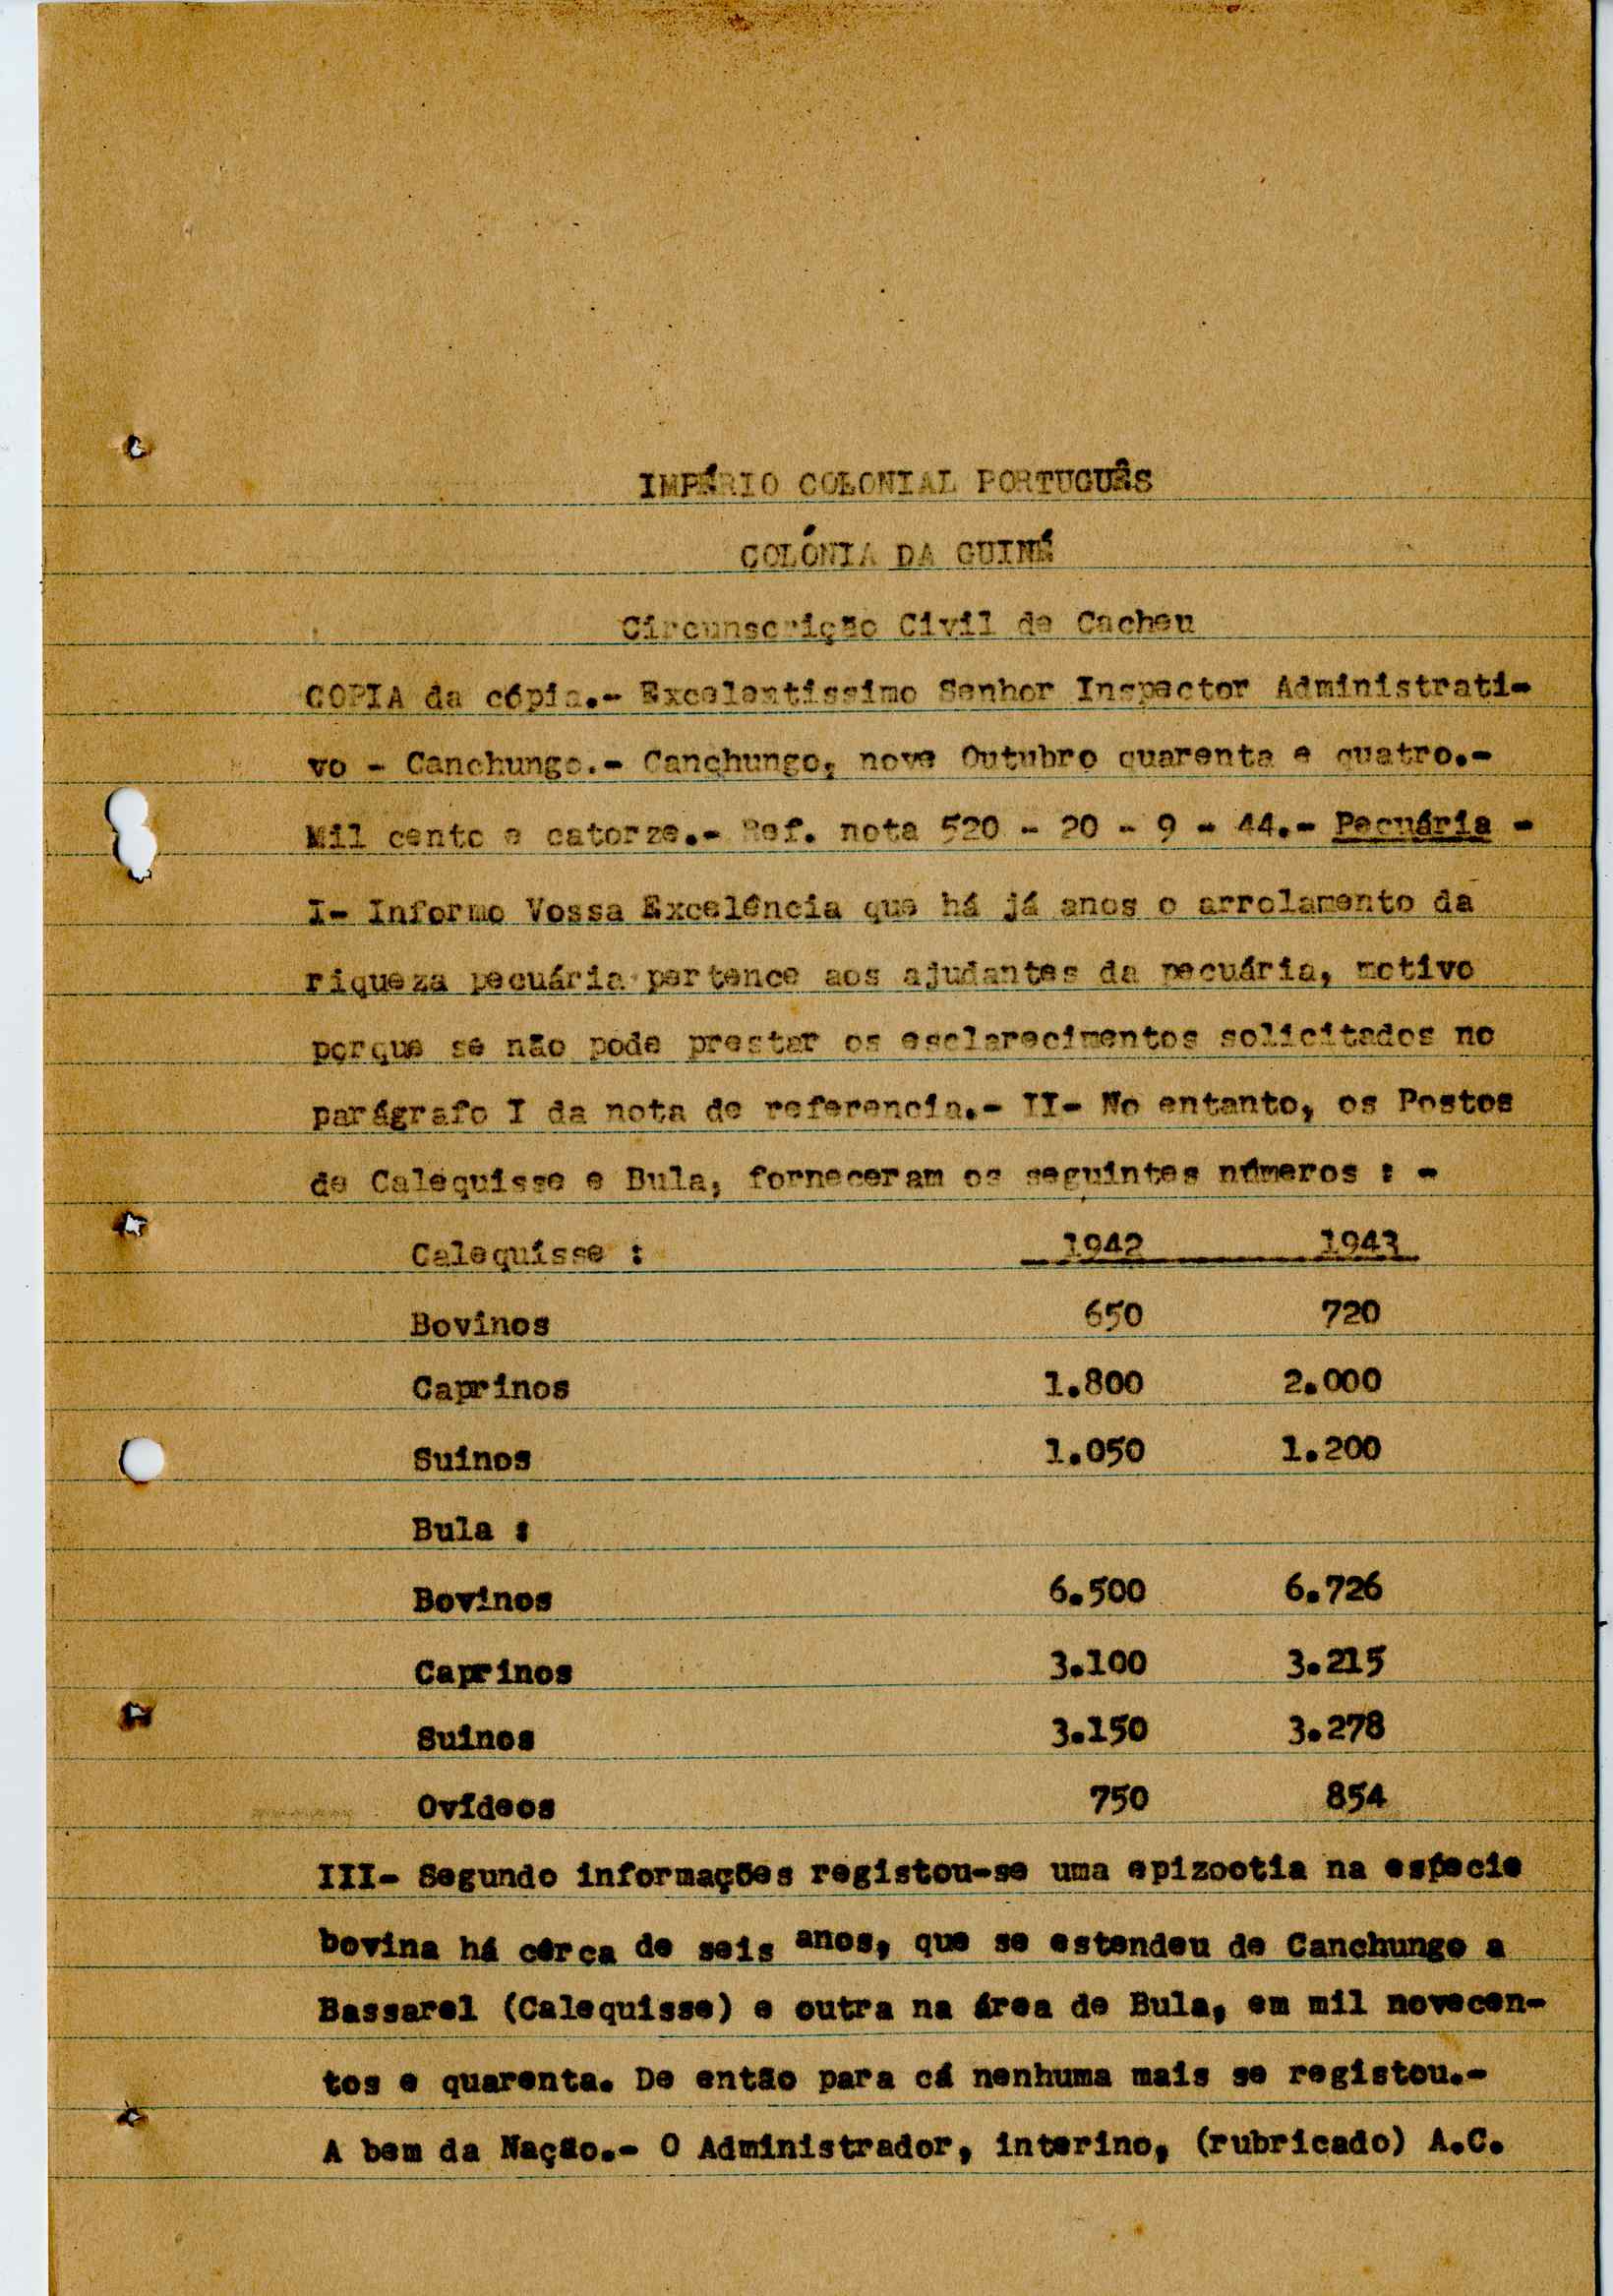 IMPÉRIO COLONIAL PORTUGUÊS
COLÓNIA DA GUINÉ
Circunscrição Civil de Cacheu
COPIA da cópia.- Excelentissimo Senhor Inspector Administrati-
vo - Canchungo.- Canchungo, nove Outubro quarenta e quatro.-
Mil cento e catorze.- Ref. nota 520 - 20 - 9 - 44.- Pecuária -
I- Informo Vossa Excelência que há já anos o arrolamento da
riqueza pecuária pertence aos ajudantes da pecuária, motivo
porque se não pode prestar os esclarecimentos solicitados no
parágrafo I da nota de referencia.- II- No entanto, os Postos
de Calequisse e Bula, forneceram os seguintes números : -
Calequisse : 1942 1943
Bovinos 650 720
Caprinos 1.800 2.000
Suinos 1.050 1.200
Bula :
Bovinos 6.500 6.726
Caprinos 3.100 3.215
Suinos 3.150 3.278
Ovídeos 750 854
III- Segundo informações registou-se uma epizootia na espécie
bovina há cêrca de seis anos, que se estendeu de Canchungo a
Bassarel (Calequisse) e outra na área de Bula, em mil novecen-
tos e quarenta. De então para cá nenhuma mais se registou.-
A bem da Nação.- O Administrador, interino, (rubricado) A.C.